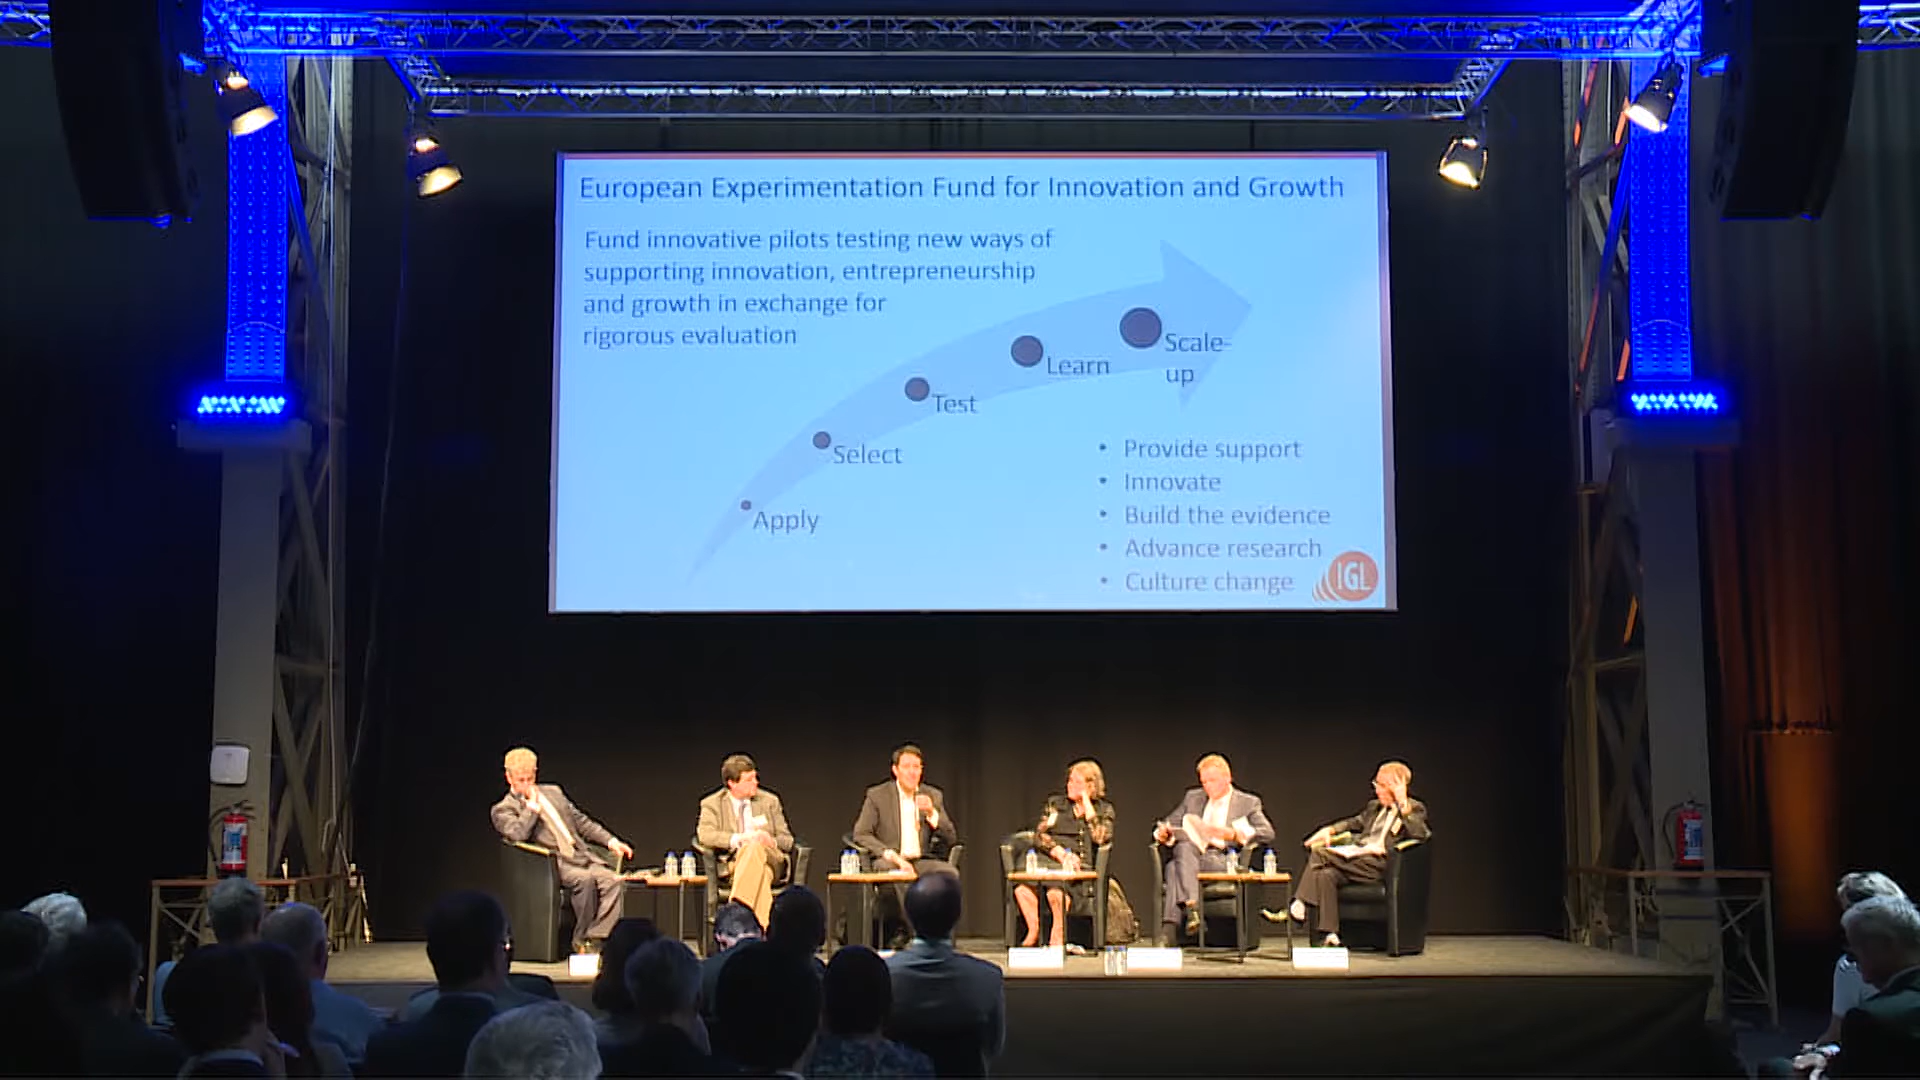 European Experimentation Fund for Innovation and Growth
Fund innovative pilots testing new ways of
supporting innovation, entrepreneurship
and growth in exchange for
rigorous evaluation
Scale-
up
Learn
Test
Select
Apply
• Provide support
• Innovate
• Build the evidence
• Advance research
• Culture change
IGL